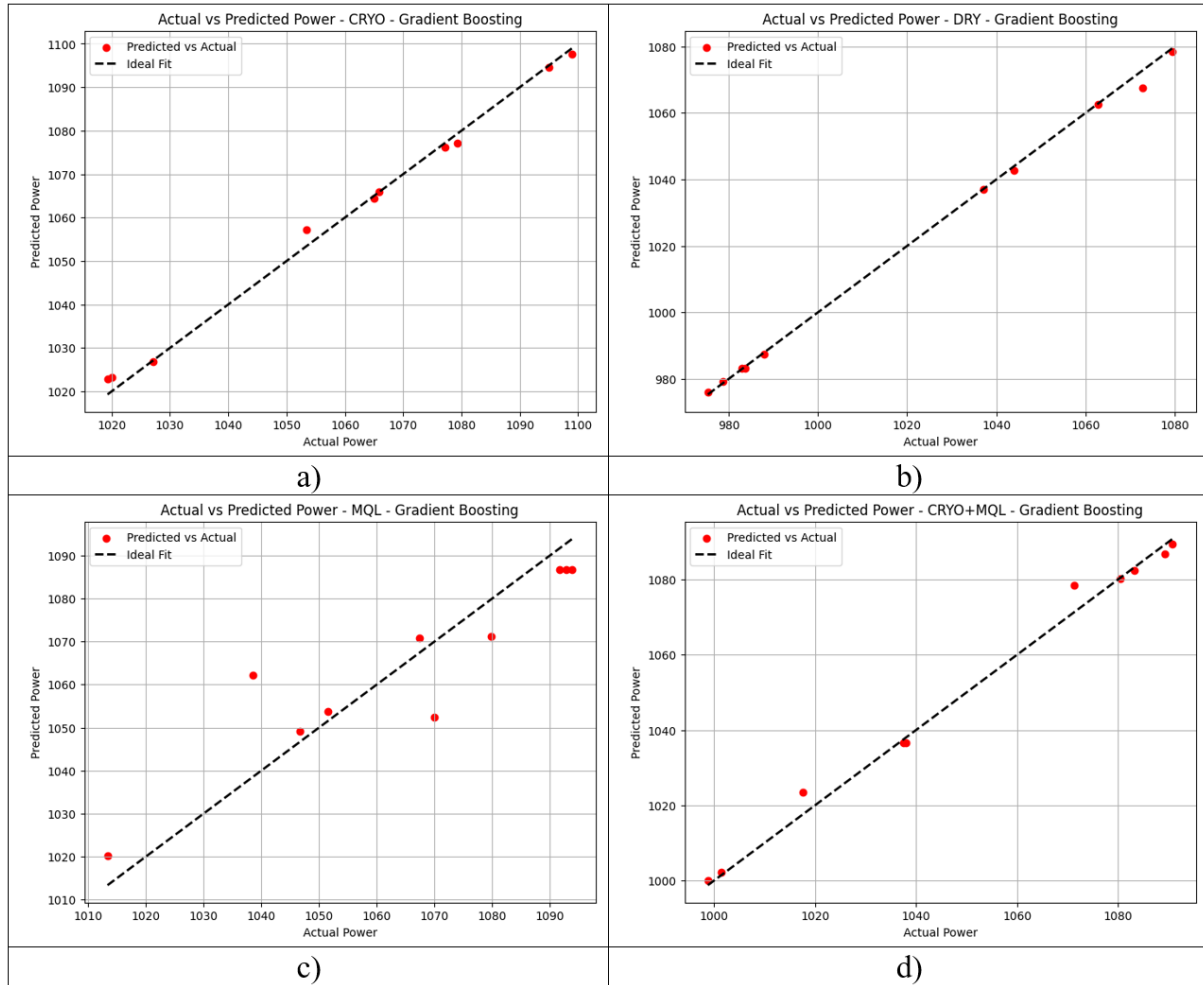 Actual vs Predicted Power - CRYO - Gradient Boosting
Predicted vs Actual
Ideal Fit
1100
1090
1080
1070
1060
1050
1040
1030
1020
Predicted Power
1020 1030 1040 1050 1060 1070 1080 1090 1100
Actual Power
a)
Actual vs Predicted Power - DRY - Gradient Boosting
Predicted vs Actual
Ideal Fit
1080
1060
1040
1020
1000
980
Predicted Power
980 1000 1020 1040 1060 1080
Actual Power
b)
Actual vs Predicted Power - MQL - Gradient Boosting
Predicted vs Actual
Ideal Fit
1090
1080
1070
1060
1050
1040
1030
1020
1010
Predicted Power
1010 1020 1030 1040 1050 1060 1070 1080 1090
Actual Power
c)
Actual vs Predicted Power - CRYO+MQL - Gradient Boosting
Predicted vs Actual
Ideal Fit
1080
1060
1040
1020
1000
Predicted Power
1000 1020 1040 1060 1080
Actual Power
d)